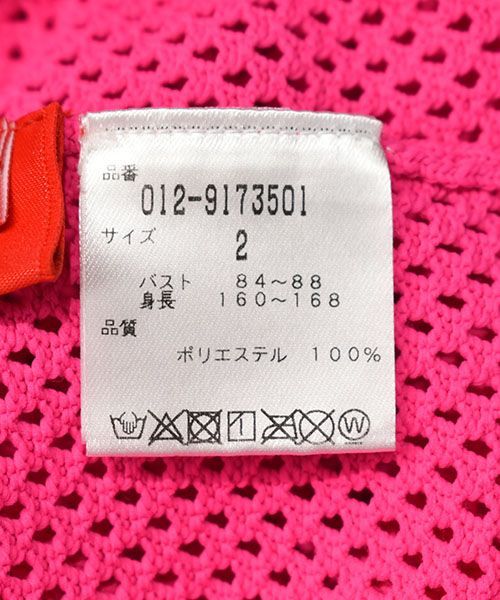 品番
012-9173501
サイズ
2
バスト 84～88
身長 160～168
品質
ポリエステル 100%
W